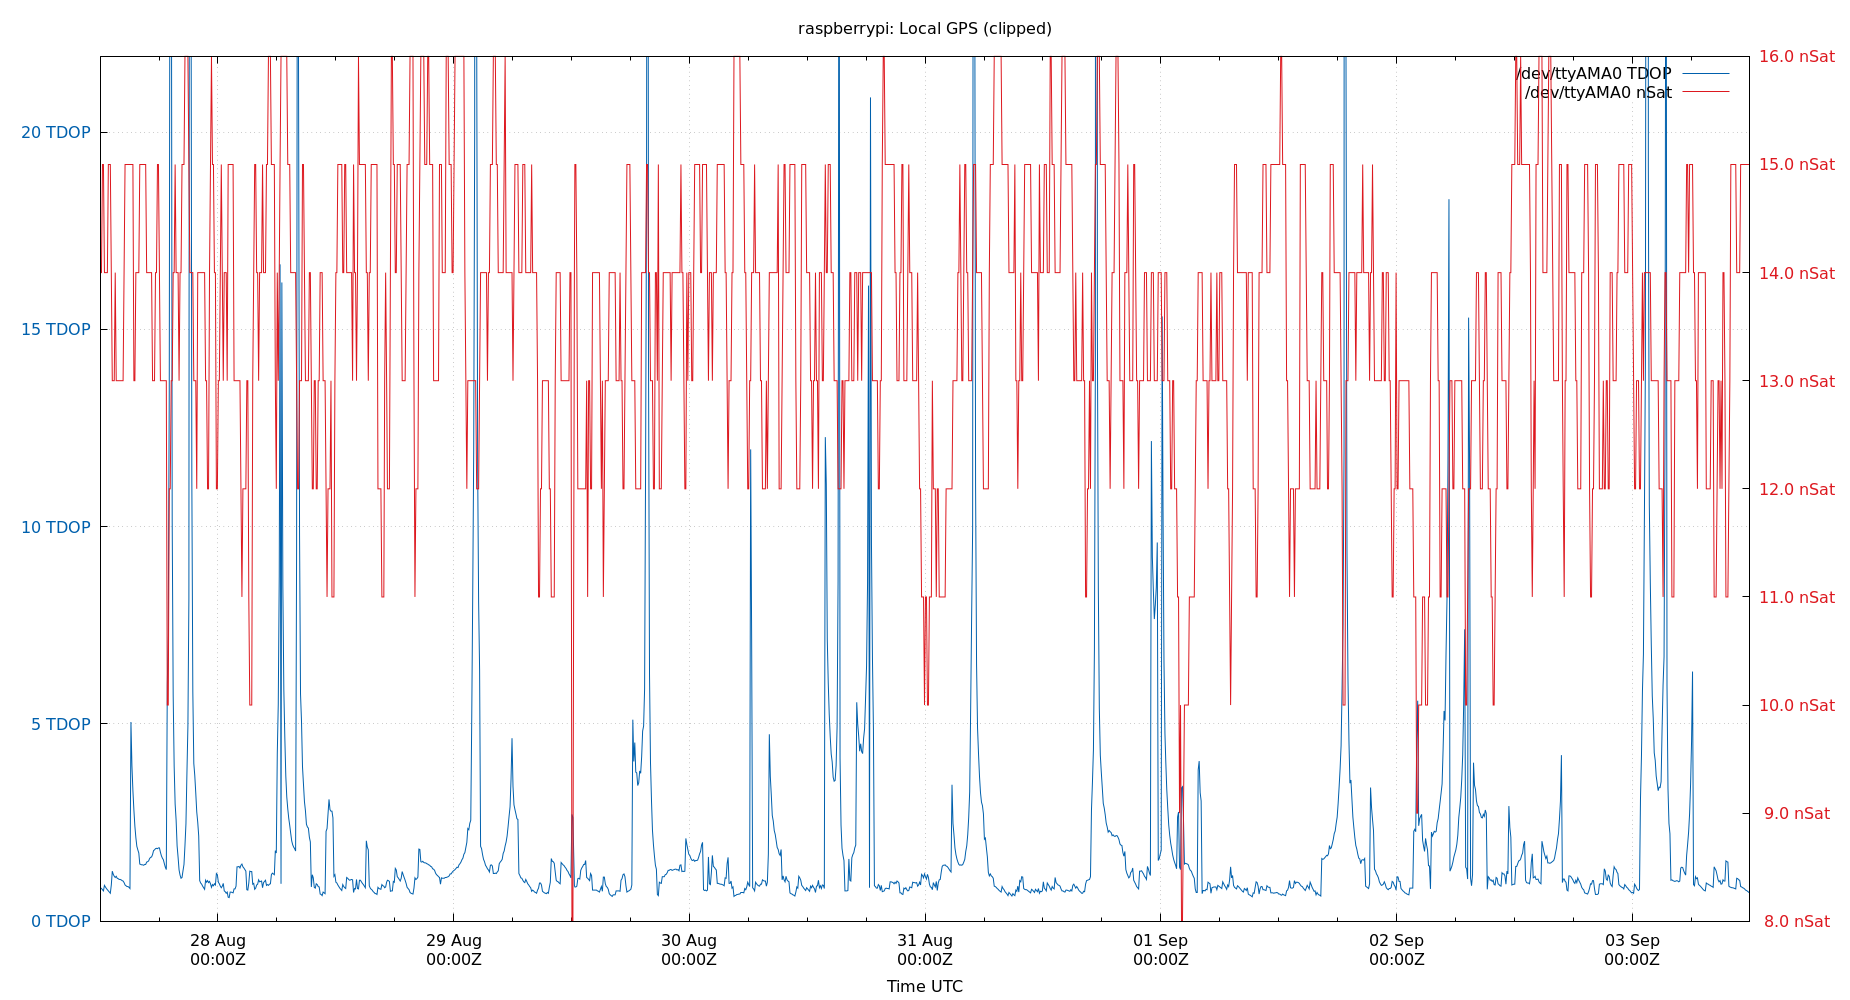 raspberrypi: Local GPS (clipped)
16.0 nSat
/dev/ttyAMA0 TDOP
/dev/ttyAMA0 nSat
20 TDOP
15.0 nSat
14.0 nSat
15 TDOP
13.0 nSat
12.0 nSat
10 TDOP
11.0 nSat
10.0 nSat
5 TDOP
9.0 nSat
0 TDOP
8.0 nSat
28 Aug 29 Aug 30 Aug 31 Aug 01 Sep 02 Sep 03 Sep
00:00Z 00:00Z 00:00Z 00:00Z 00:00Z 00:00Z 00:00Z
Time UTC